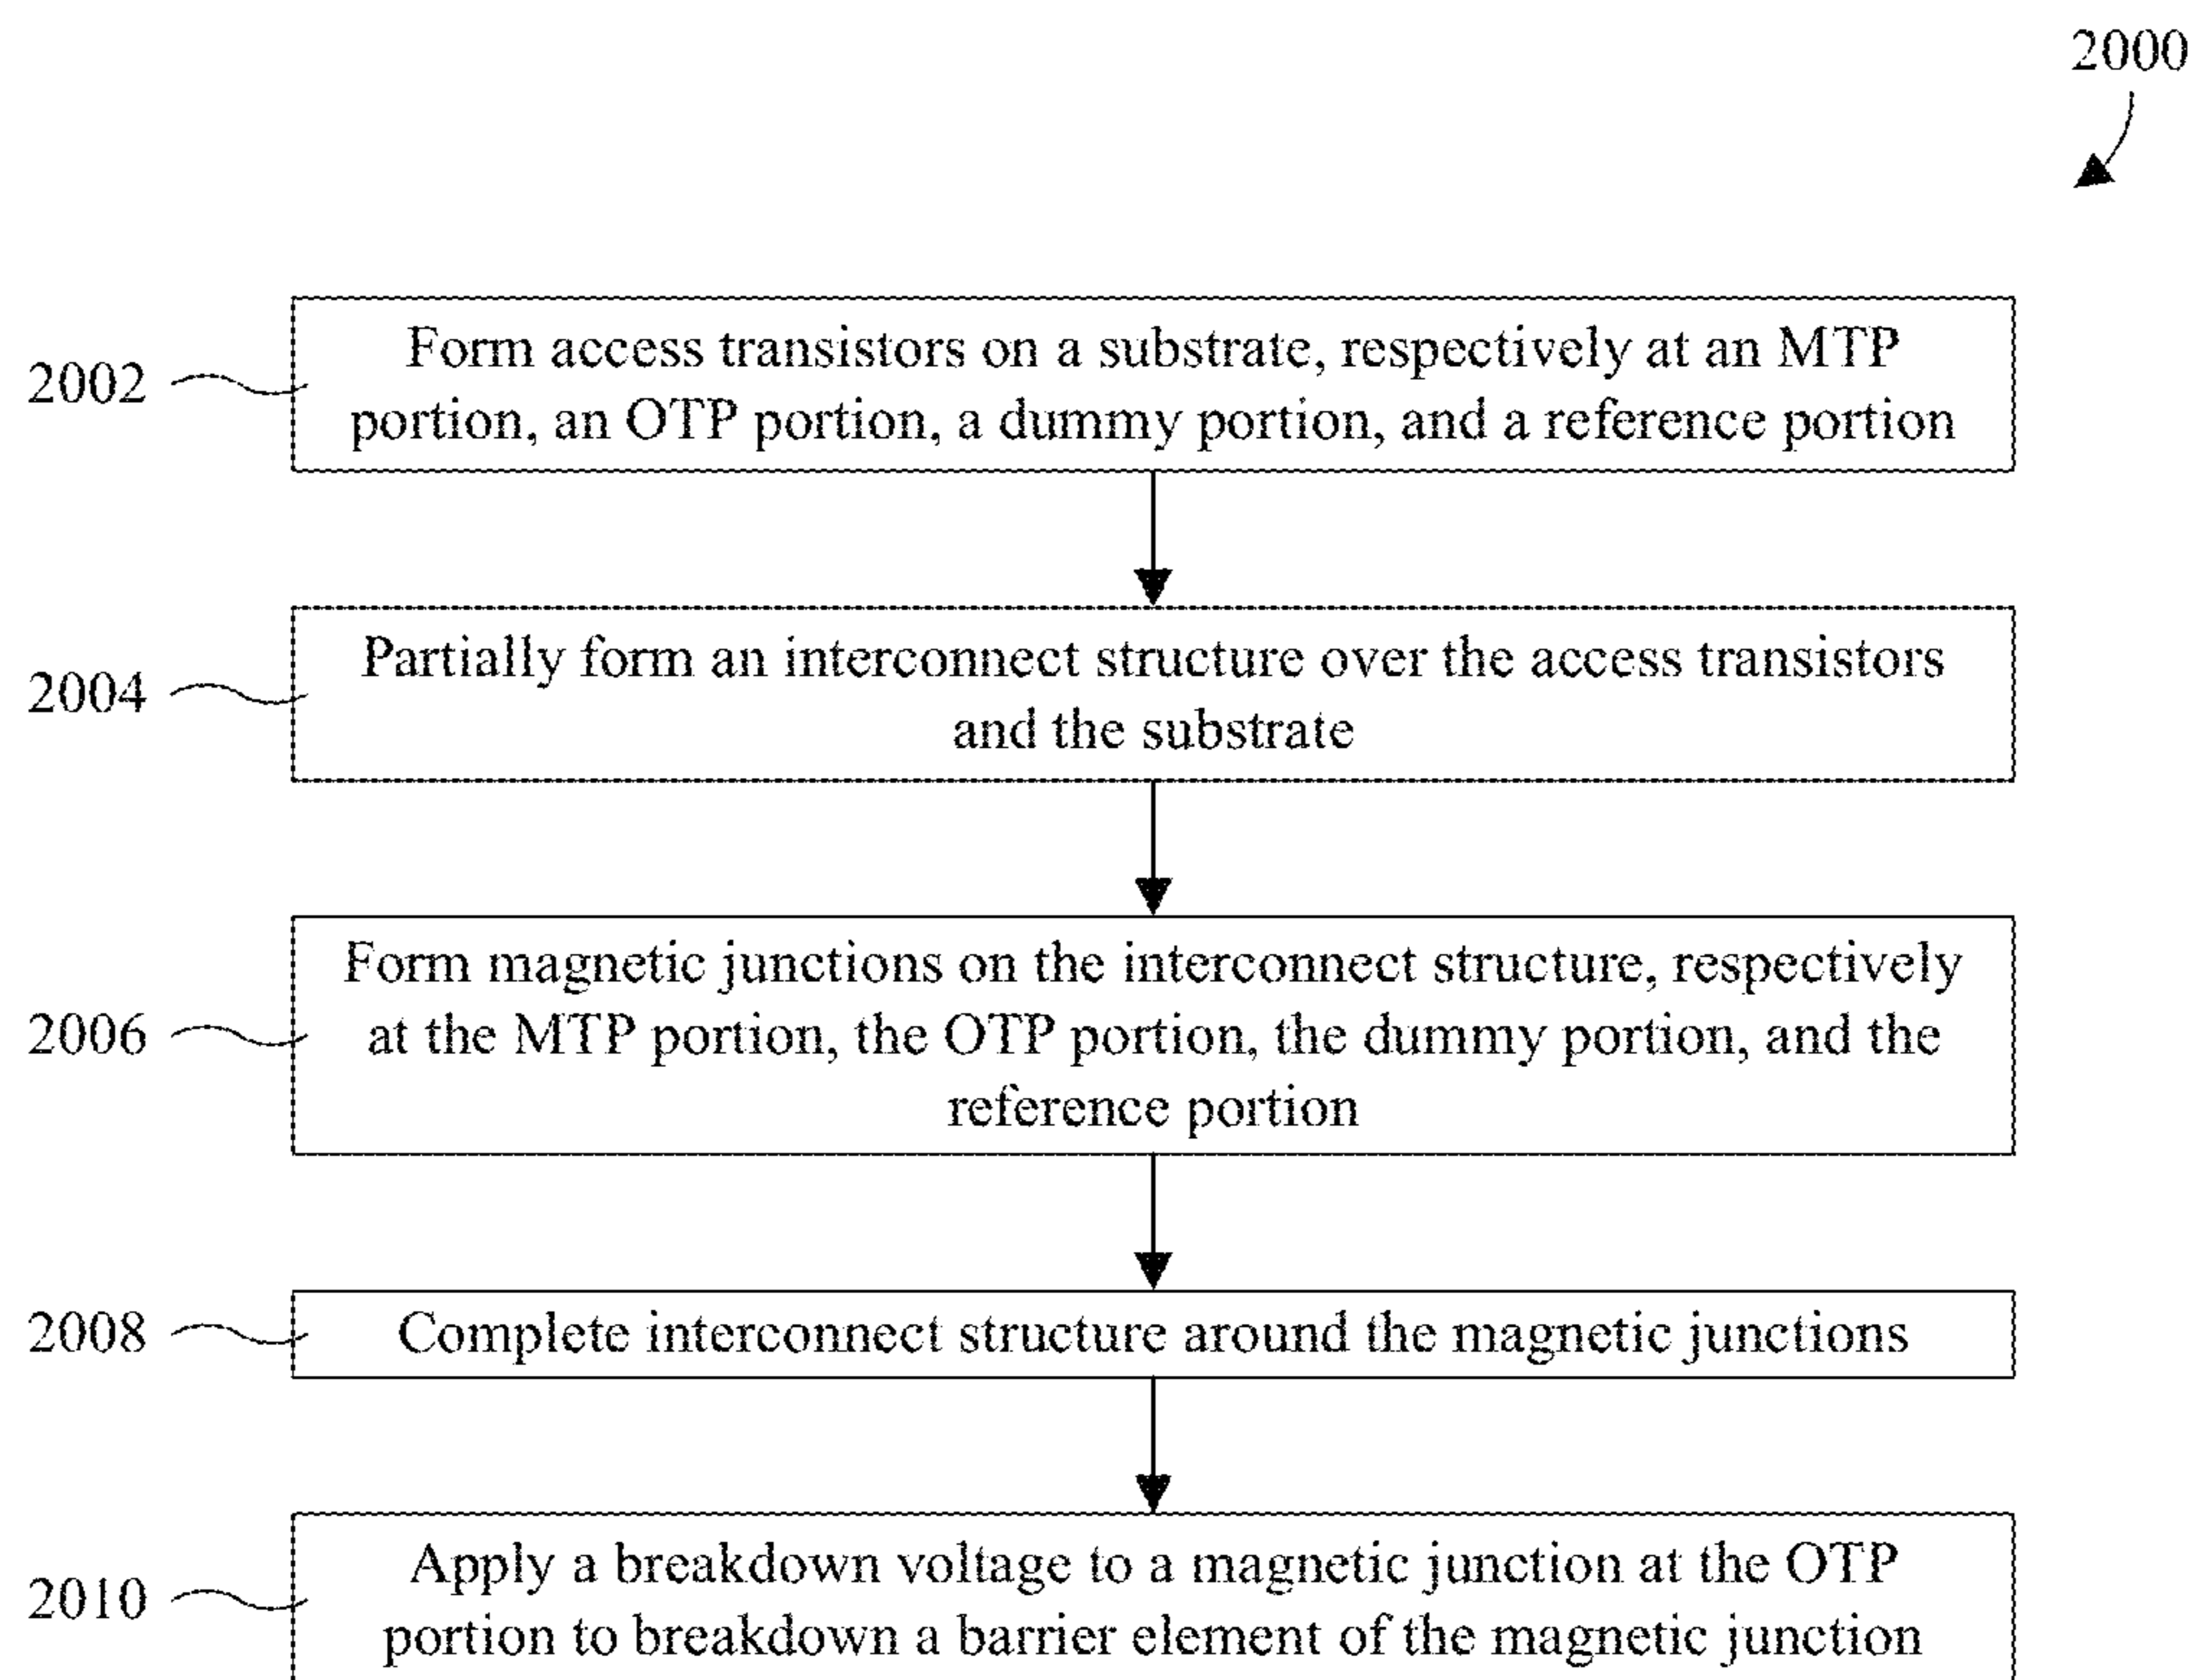 2000
2002
Form access transistors on a substrate, respectively at an MTP
portion, an OTP portion, a dummy portion, and a reference portion
2004
Partially form an interconnect structure over the access transistors
and the substrate
2006
Form magnetic junctions on the interconnect structure, respectively
at the MTP portion, the OTP portion, the dummy portion, and the
reference portion
2008
Complete interconnect structure around the magnetic junctions
2010
Apply a breakdown voltage to a magnetic junction at the OTP
portion to breakdown a barrier element of the magnetic junction